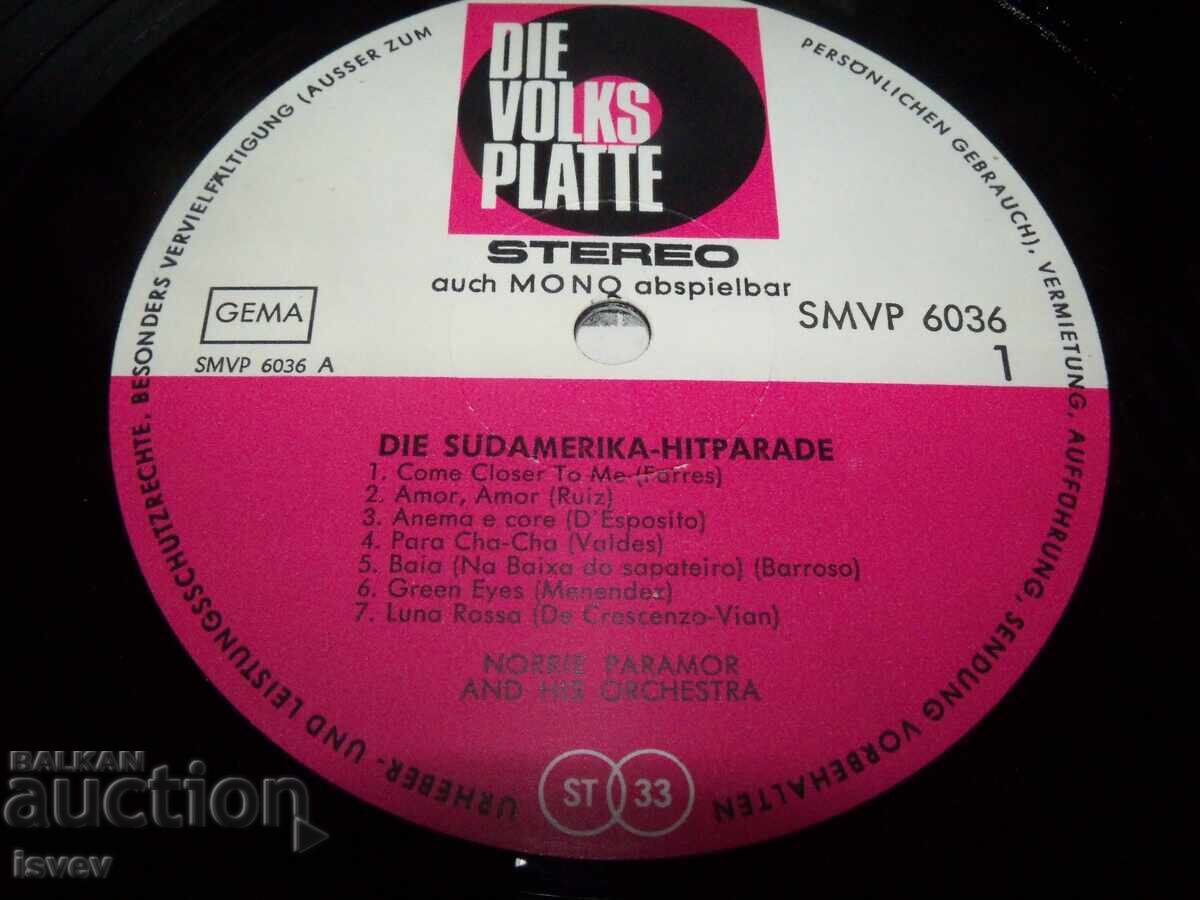 DIE
VOLKS
PLATTE
STEREO
auch MONO abspielbar
GEMA
SMVP 6036
SMVP 6036 A
1
DIE SÜDAMERIKA-HITPARADE
1. Come Closer To Me (Farres)
2. Amor, Amor (Ruiz)
3. Anema e core (D'Esposito)
4. Para Cha-Cha (Valdes)
5. Baia (Na Baixa do sapateiro) (Barroso)
6. Green Eyes (Menendez)
7. Luna Rossa (De Crescenzo-Vian)
NORRIE PARAMOR
AND HIS ORCHESTRA
ST 33
URHEBER- UND LEISTUNGSSCHUTZRECHTE, BESONDERS VERVIELFÄLTIGUNG (AUSSER ZUM PERSÖNLICHEN GEBRAUCH), VERMIETUNG, AUFFÜHRUNG, SENDUNG VORBEHALTEN
BALKAN
auction
isvev